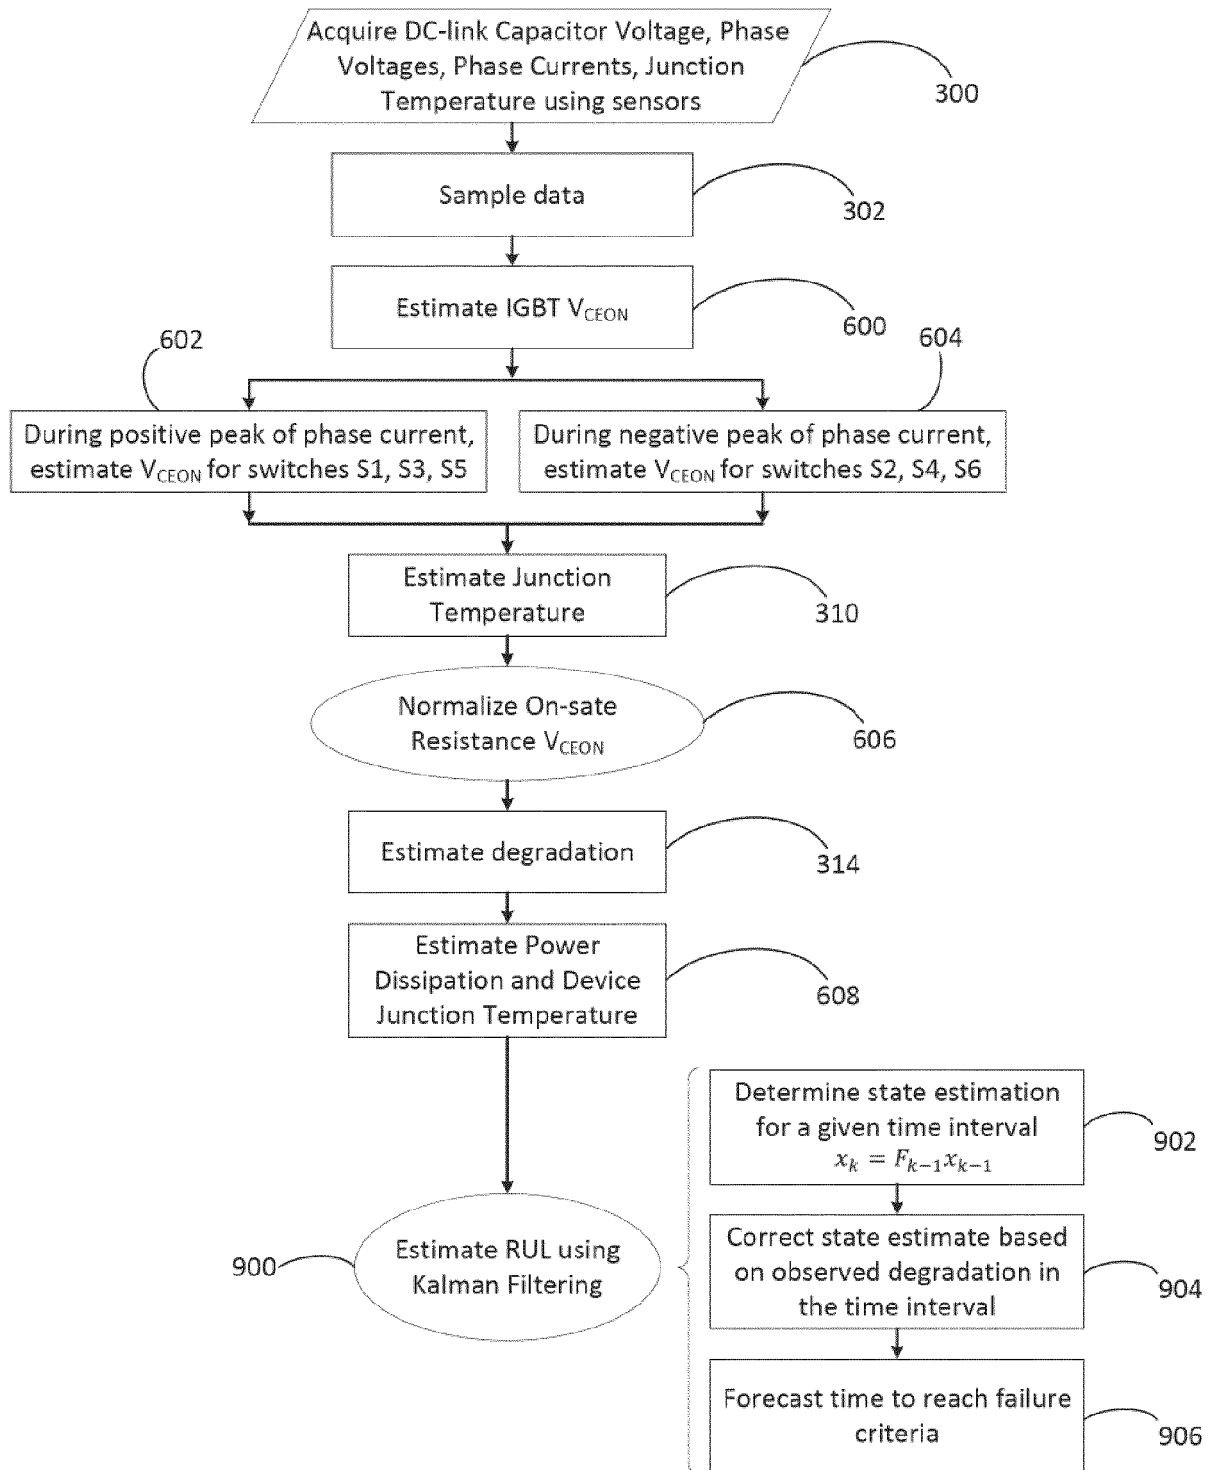 Acquire DC-link Capacitor Voltage, Phase
Voltages, Phase Currents, Junction
Temperature using sensors
300
Sample data
302
Estimate IGBT VCEON
600
602
604
During positive peak of phase current,
estimate VCEON for switches S1, S3, S5
During negative peak of phase current,
estimate VCEON for switches S2, S4, S6
Estimate Junction
Temperature
310
Normalize On-sate
Resistance VCEON
606
Estimate degradation
314
Estimate Power
Dissipation and Device
Junction Temperature
608
900
Estimate RUL using
Kalman Filtering
Determine state estimation
for a given time interval
xₖ = Fₖ₋₁xₖ₋₁
902
Correct state estimate based
on observed degradation in
the time interval
904
Forecast time to reach failure
criteria
906